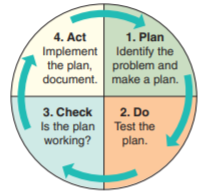 4. Act
Implement
the plan,
document.
1. Plan
Identify the
problem and
make a plan.
3. Check
Is the plan
working?
2. Do
Test the
plan.